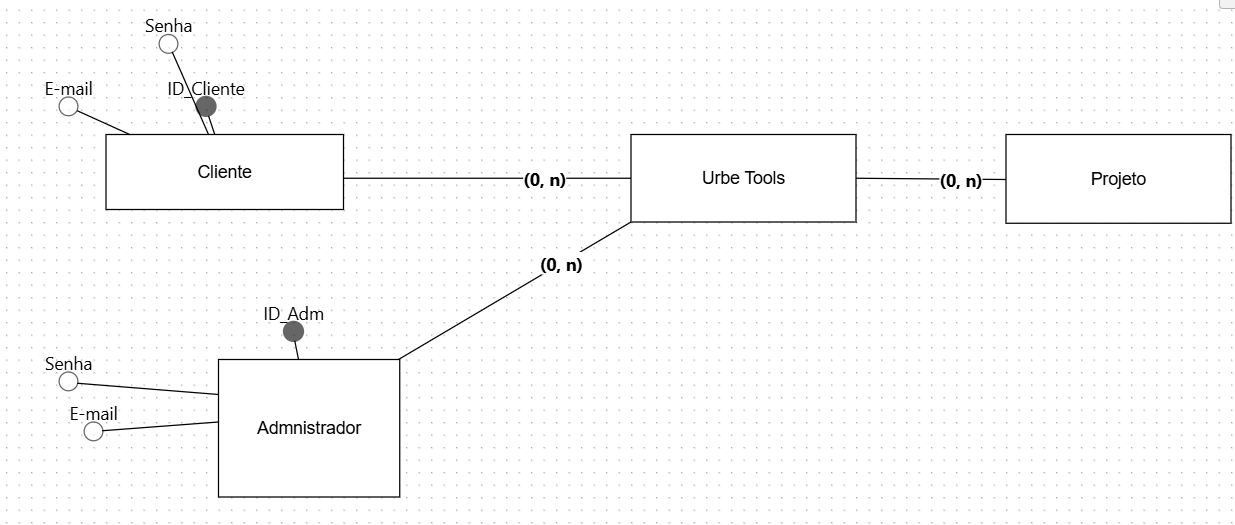 Senha
E-mail
ID_Cliente
Cliente
(0, n)
Urbe Tools
(0, n)
Projeto
(0, n)
ID_Adm
Senha
E-mail
Admnistrador